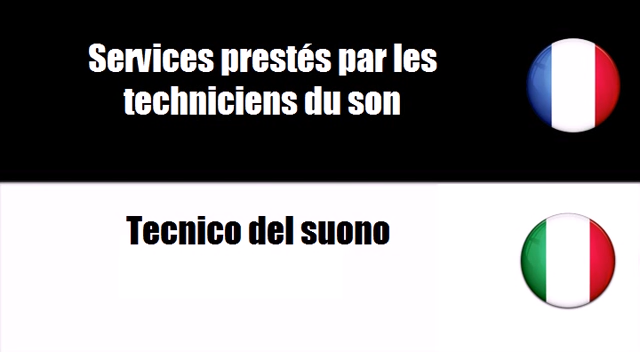 Services prestés par les
techniciens du son
Tecnico del suono